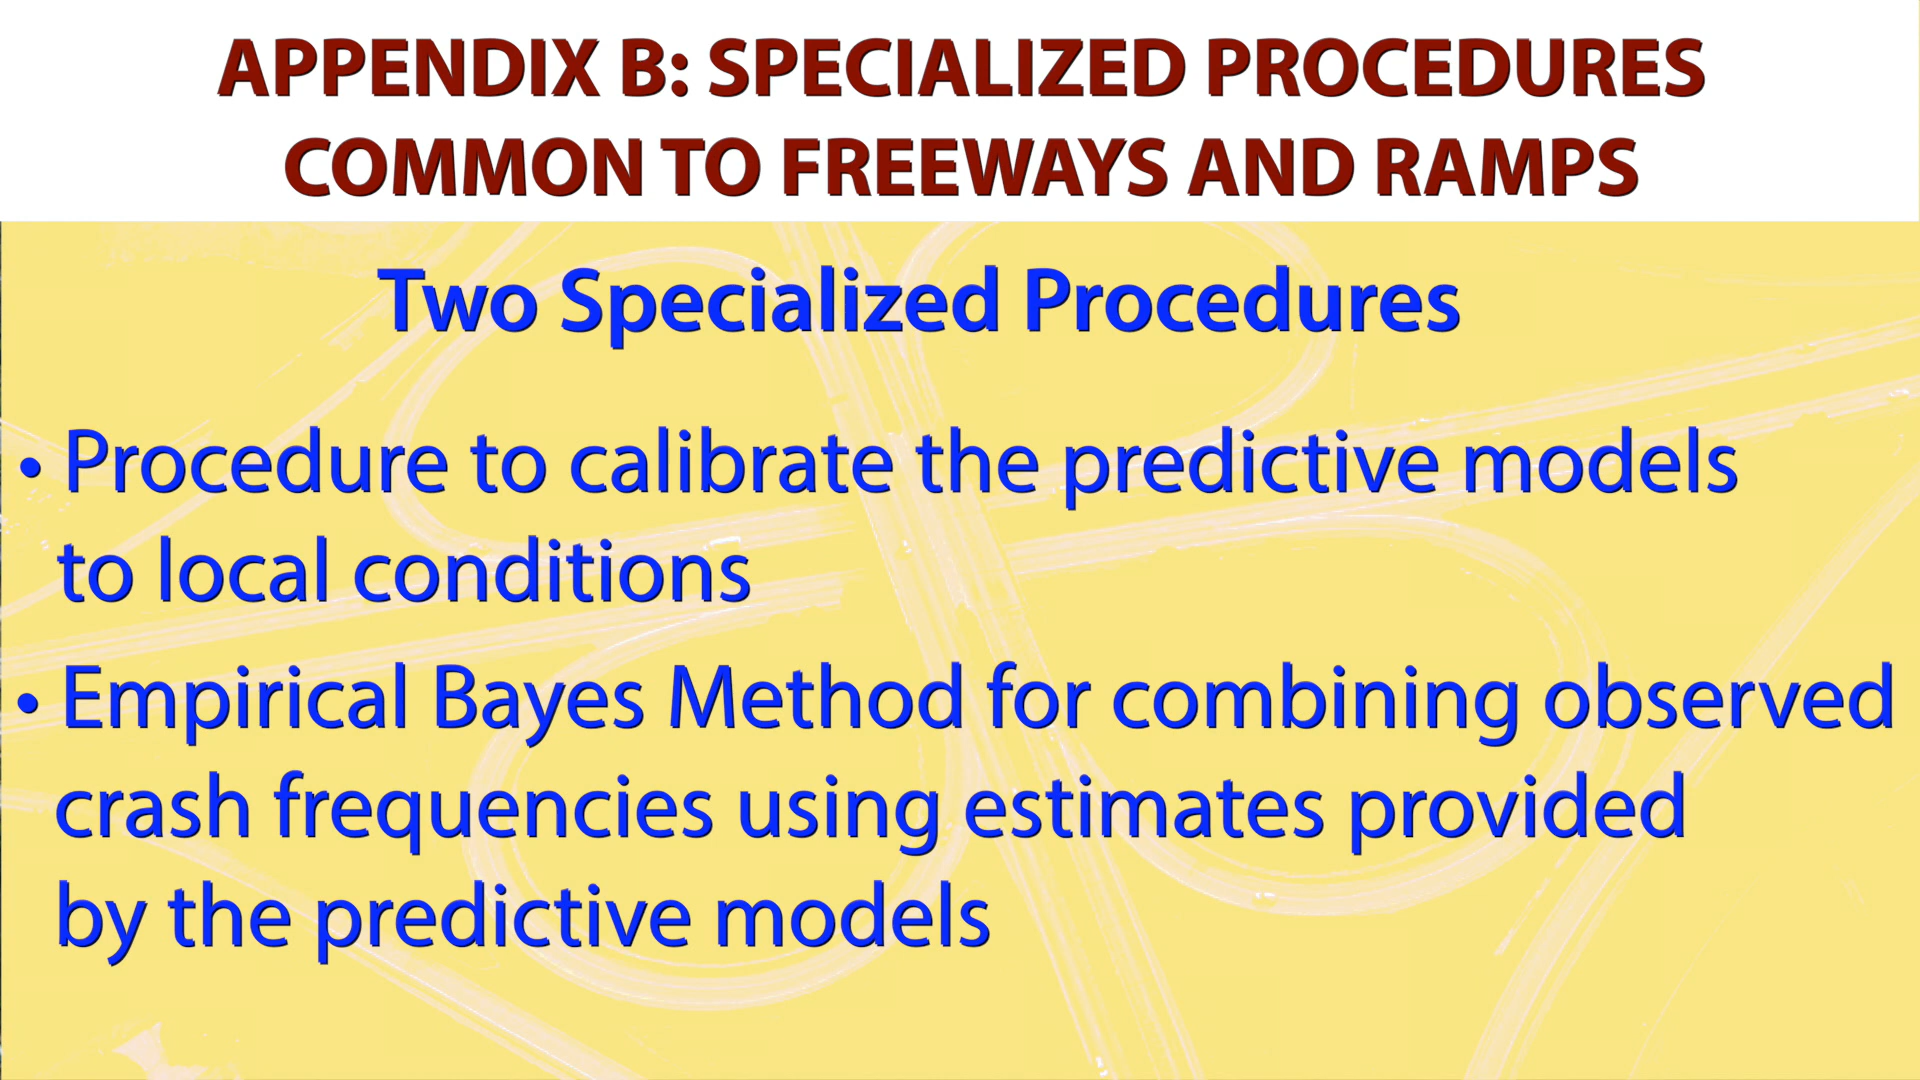 APPENDIX B: SPECIALIZED PROCEDURES
COMMON TO FREEWAYS AND RAMPS
Two Specialized Procedures
• Procedure to calibrate the predictive models
to local conditions
• Empirical Bayes Method for combining observed
crash frequencies using estimates provided
by the predictive models